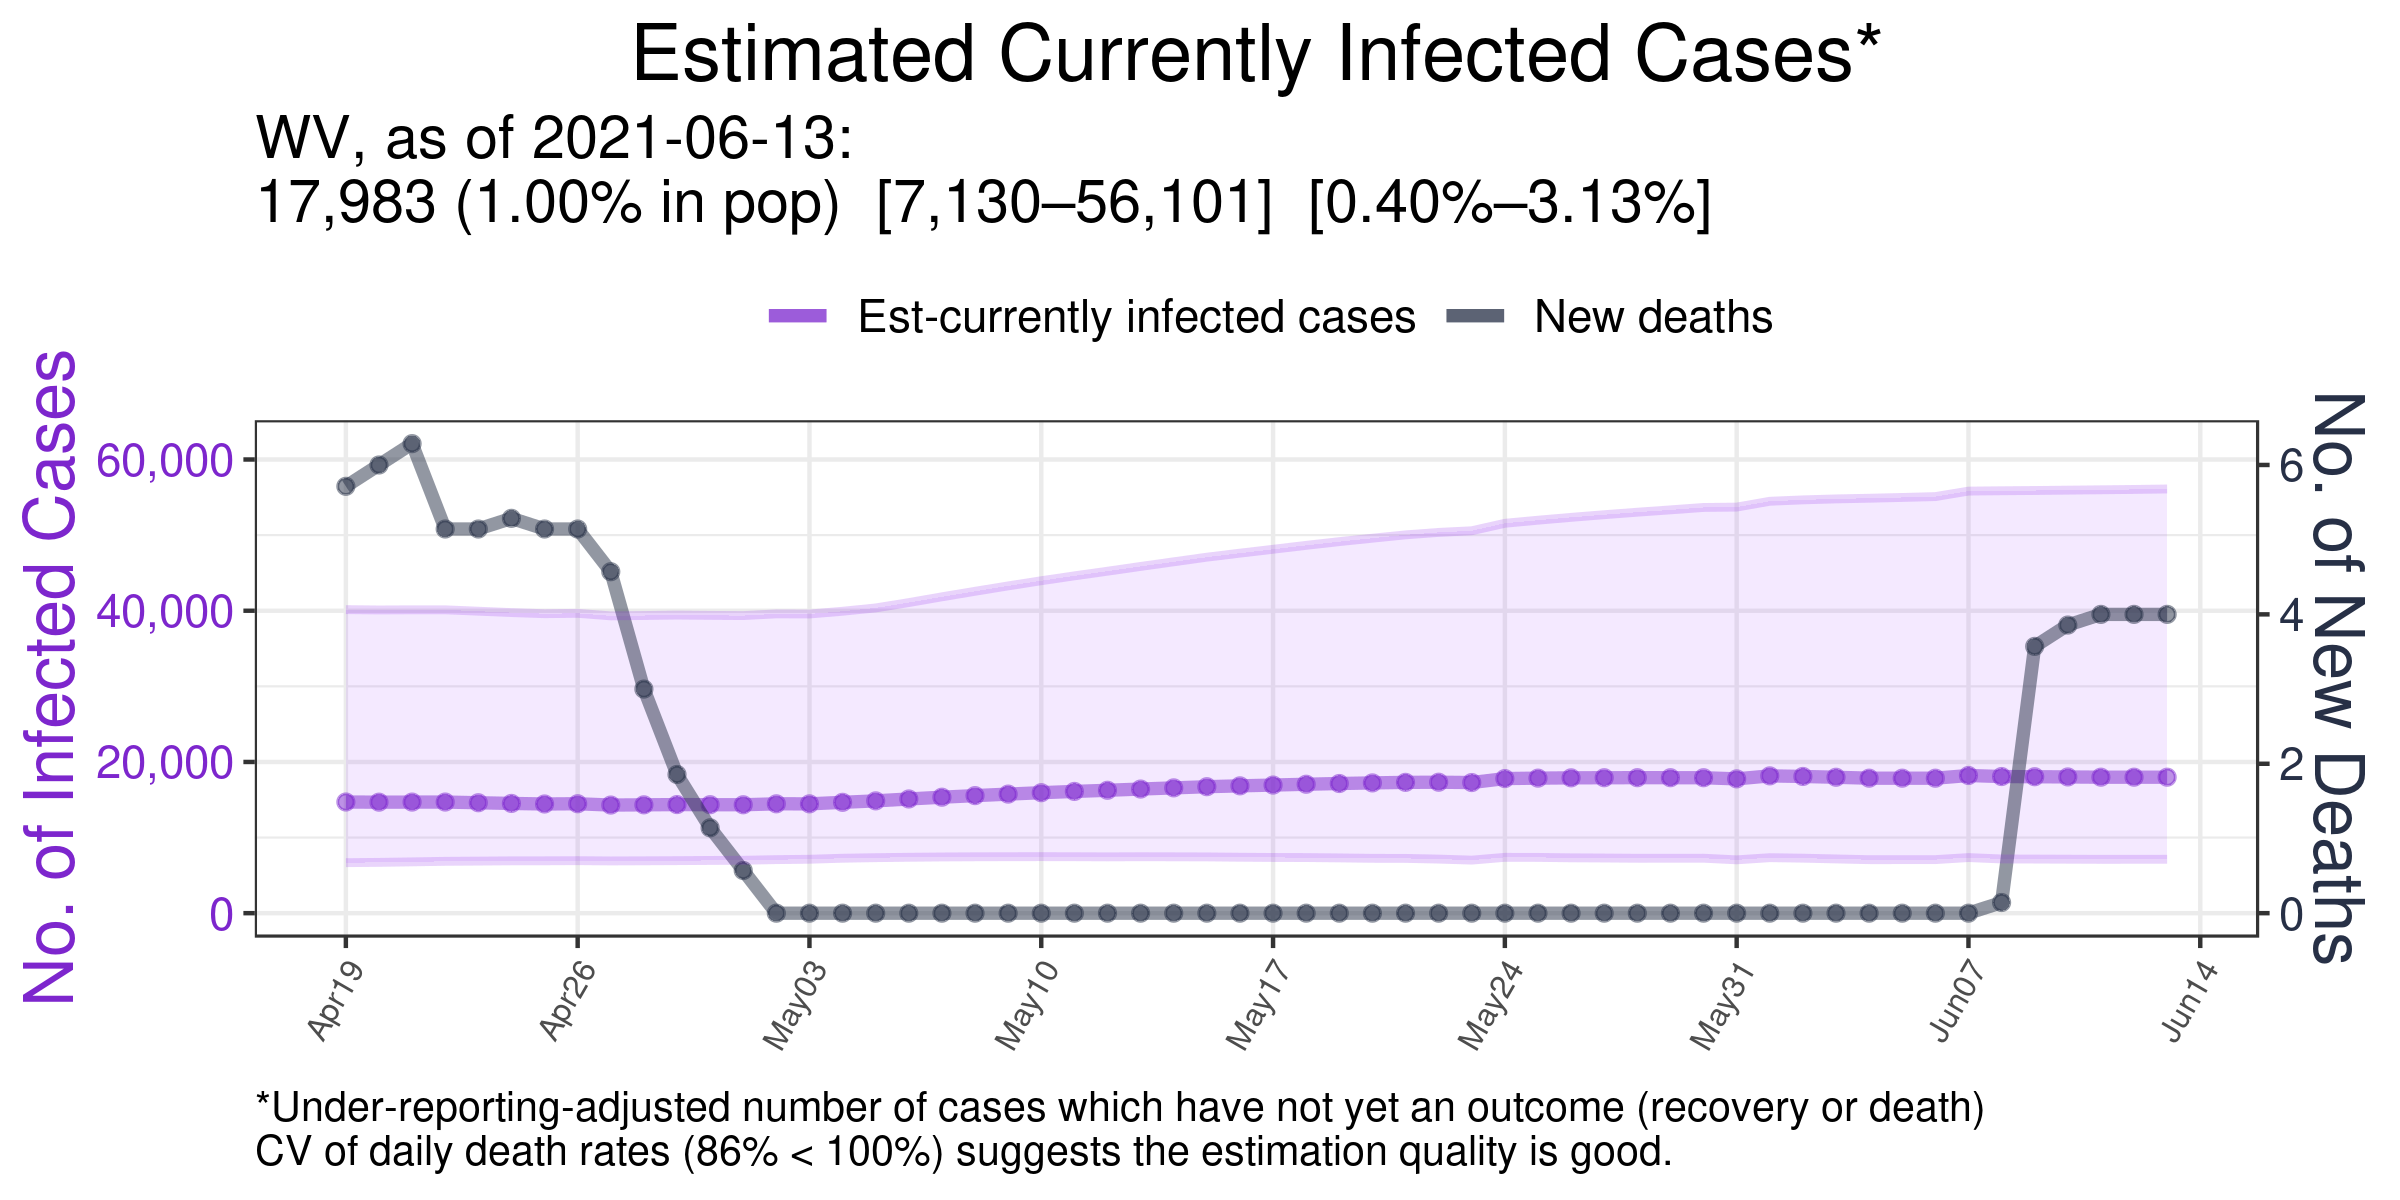 Estimated Currently Infected Cases*
WV, as of 2021-06-13:
17,983 (1.00% in pop)  [7,130–56,101]  [0.40%–3.13%]
Est-currently infected cases
New deaths
No. of Infected Cases
60,000
40,000
20,000
0
6
4
2
0
No. of New Deaths
Apr19
Apr26
May03
May10
May17
May24
May31
Jun07
Jun14
*Under-reporting-adjusted number of cases which have not yet an outcome (recovery or death)
CV of daily death rates (86% < 100%) suggests the estimation quality is good.